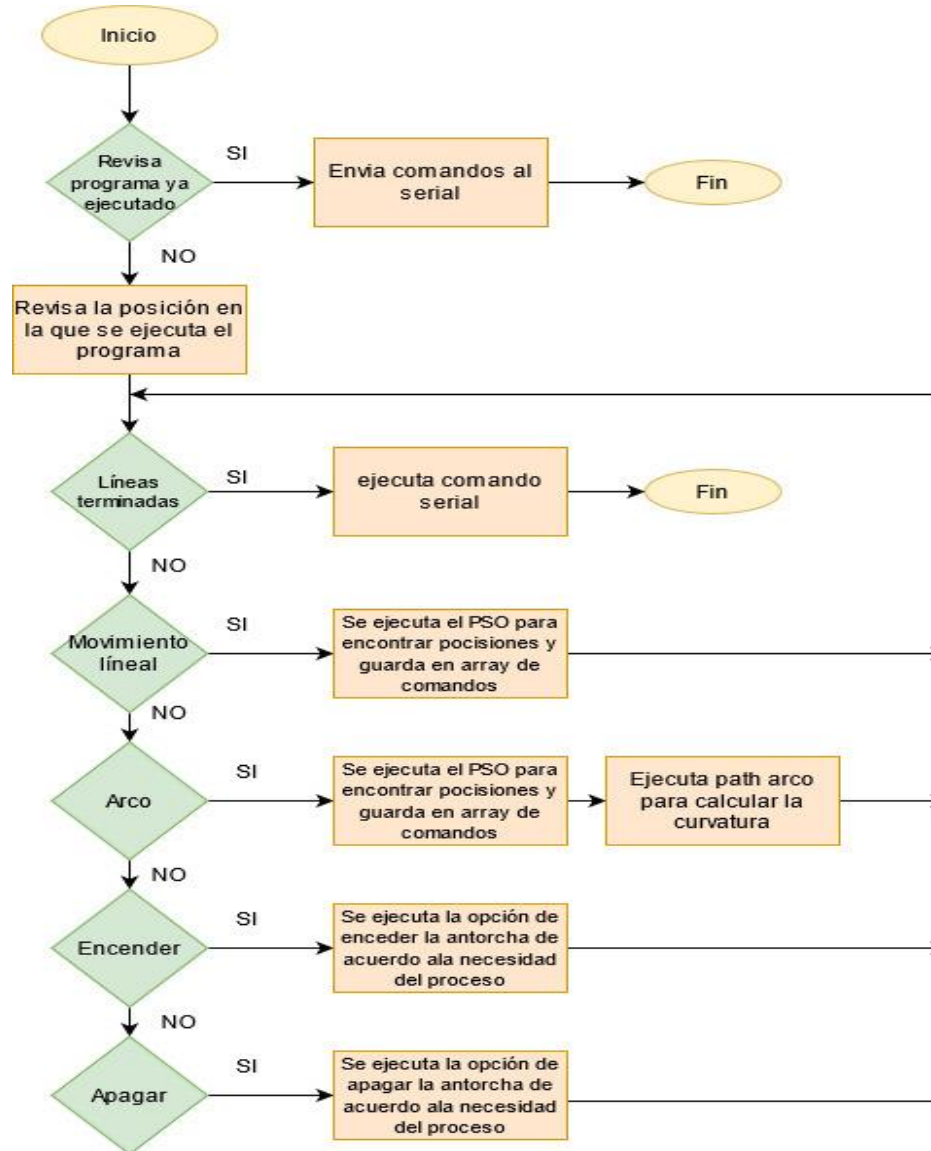 Inicio
Revisa
programa ya
ejecutado
SI
Envia comandos al
serial
Fin
NO
Revisa la posición en
la que se ejecuta el
programa
Líneas
terminadas
SI
ejecuta comando
serial
Fin
NO
Movimiento
líneal
SI
Se ejecuta el PSO para
encontrar pocisiones y
guarda en array de
comandos
NO
Arco
SI
Se ejecuta el PSO para
encontrar pocisiones y
guarda en array de
comandos
Ejecuta path arco
para calcular la
curvatura
NO
Encender
SI
Se ejecuta la opción de
enceder la antorcha de
acuerdo ala necesidad
del proceso
NO
Apagar
SI
Se ejecuta la opción de
apagar la antorcha de
acuerdo ala necesidad
del proceso